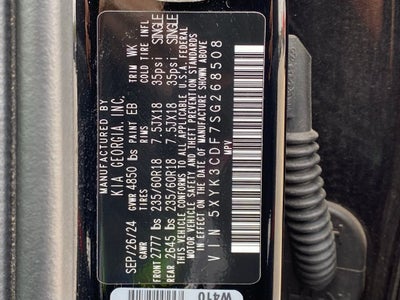 MANUFACTURED BY
KIA GEORGIA, INC.
SEP/26/24 GVWR 4850 lbs PAINT EB TRIM WK
GAWR TIRES RIMS COLD TIRE INFL
FRONT 2777 lbs 235/60R18 7.5JX18 35psi SINGLE
REAR 2645 lbs 235/60R18 7.5JX18 35psi SINGLE
THIS VEHICLE CONFORMS TO ALL APPLICABLE U.S.A. FEDERAL
MOTOR VEHICLE SAFETY STANDARDS IN EFFECT ON THE DATE OF
MANUFACTURE SHOWN ABOVE.
VIN 5XYK3CDF7SG268508
MPV
W410